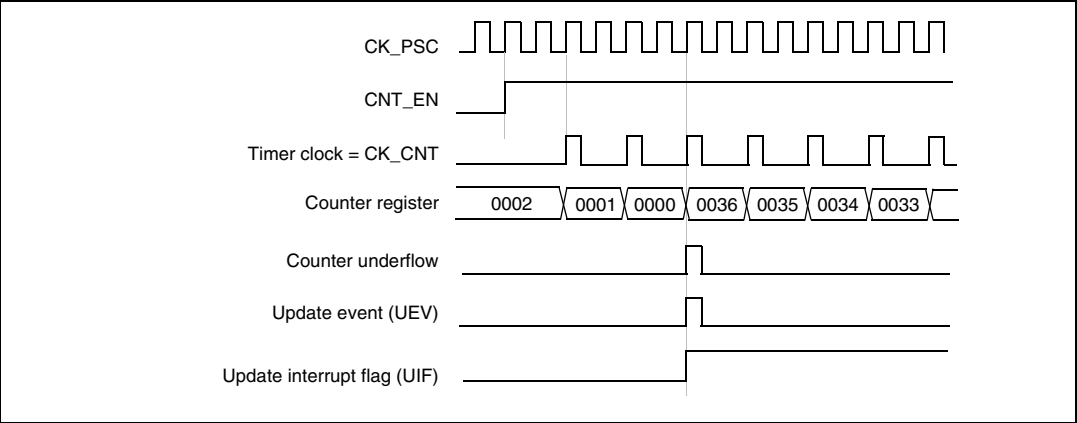 CK_PSC
CNT_EN
Timer clock = CK_CNT
Counter register 0002 0001 0000 0036 0035 0034 0033
Counter underflow
Update event (UEV)
Update interrupt flag (UIF)